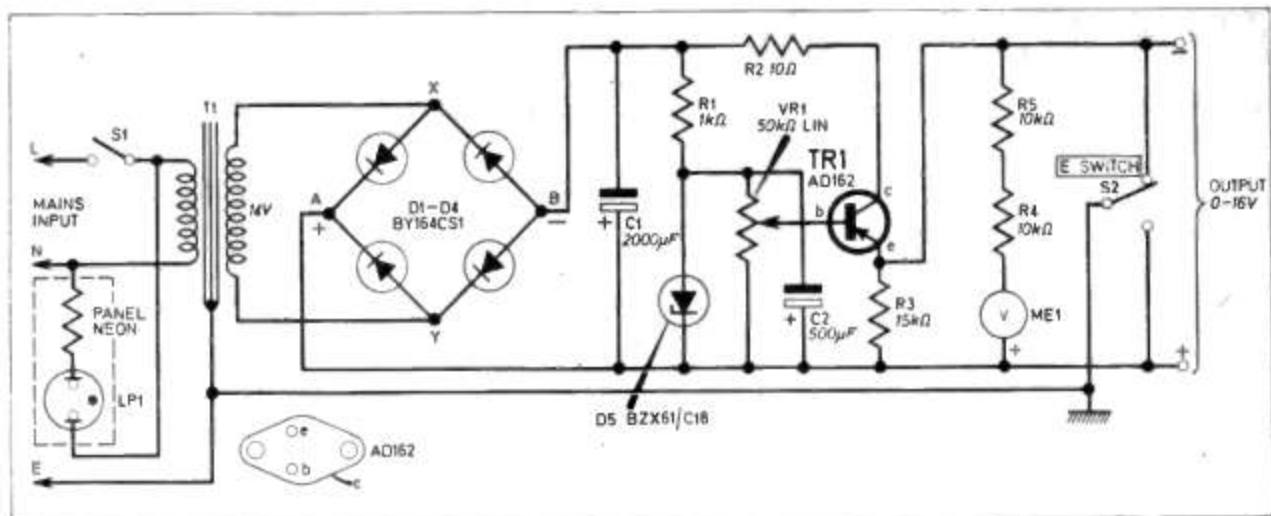 L
S1
T1
MAINS
INPUT
N
PANEL
NEON
LP1
E
14V
X
A
+
D1–D4
BY164CS1
B
–
Y
C1
+
2000μF
R1
1kΩ
R2 10Ω
VR1
50kΩ LIN
TR1
AD162
b
c
e
C2
+
500μF
D5 BZX61/C18
R3
15kΩ
R5
10kΩ
R4
10kΩ
V
ME1
+
E SWITCH
S2
–
+
OUTPUT
0-16V
e
b
c
AD162